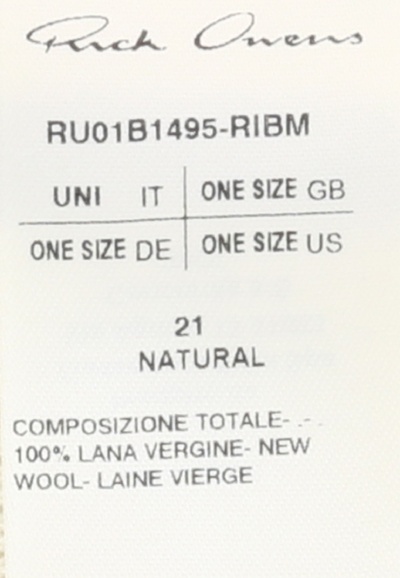 Rick Owens
RU01B1495-RIBM
UNI IT ONE SIZE GB
ONE SIZE DE ONE SIZE US
21
NATURAL
COMPOSIZIONE TOTALE- .- .
100% LANA VERGINE- NEW
WOOL- LAINE VIERGE